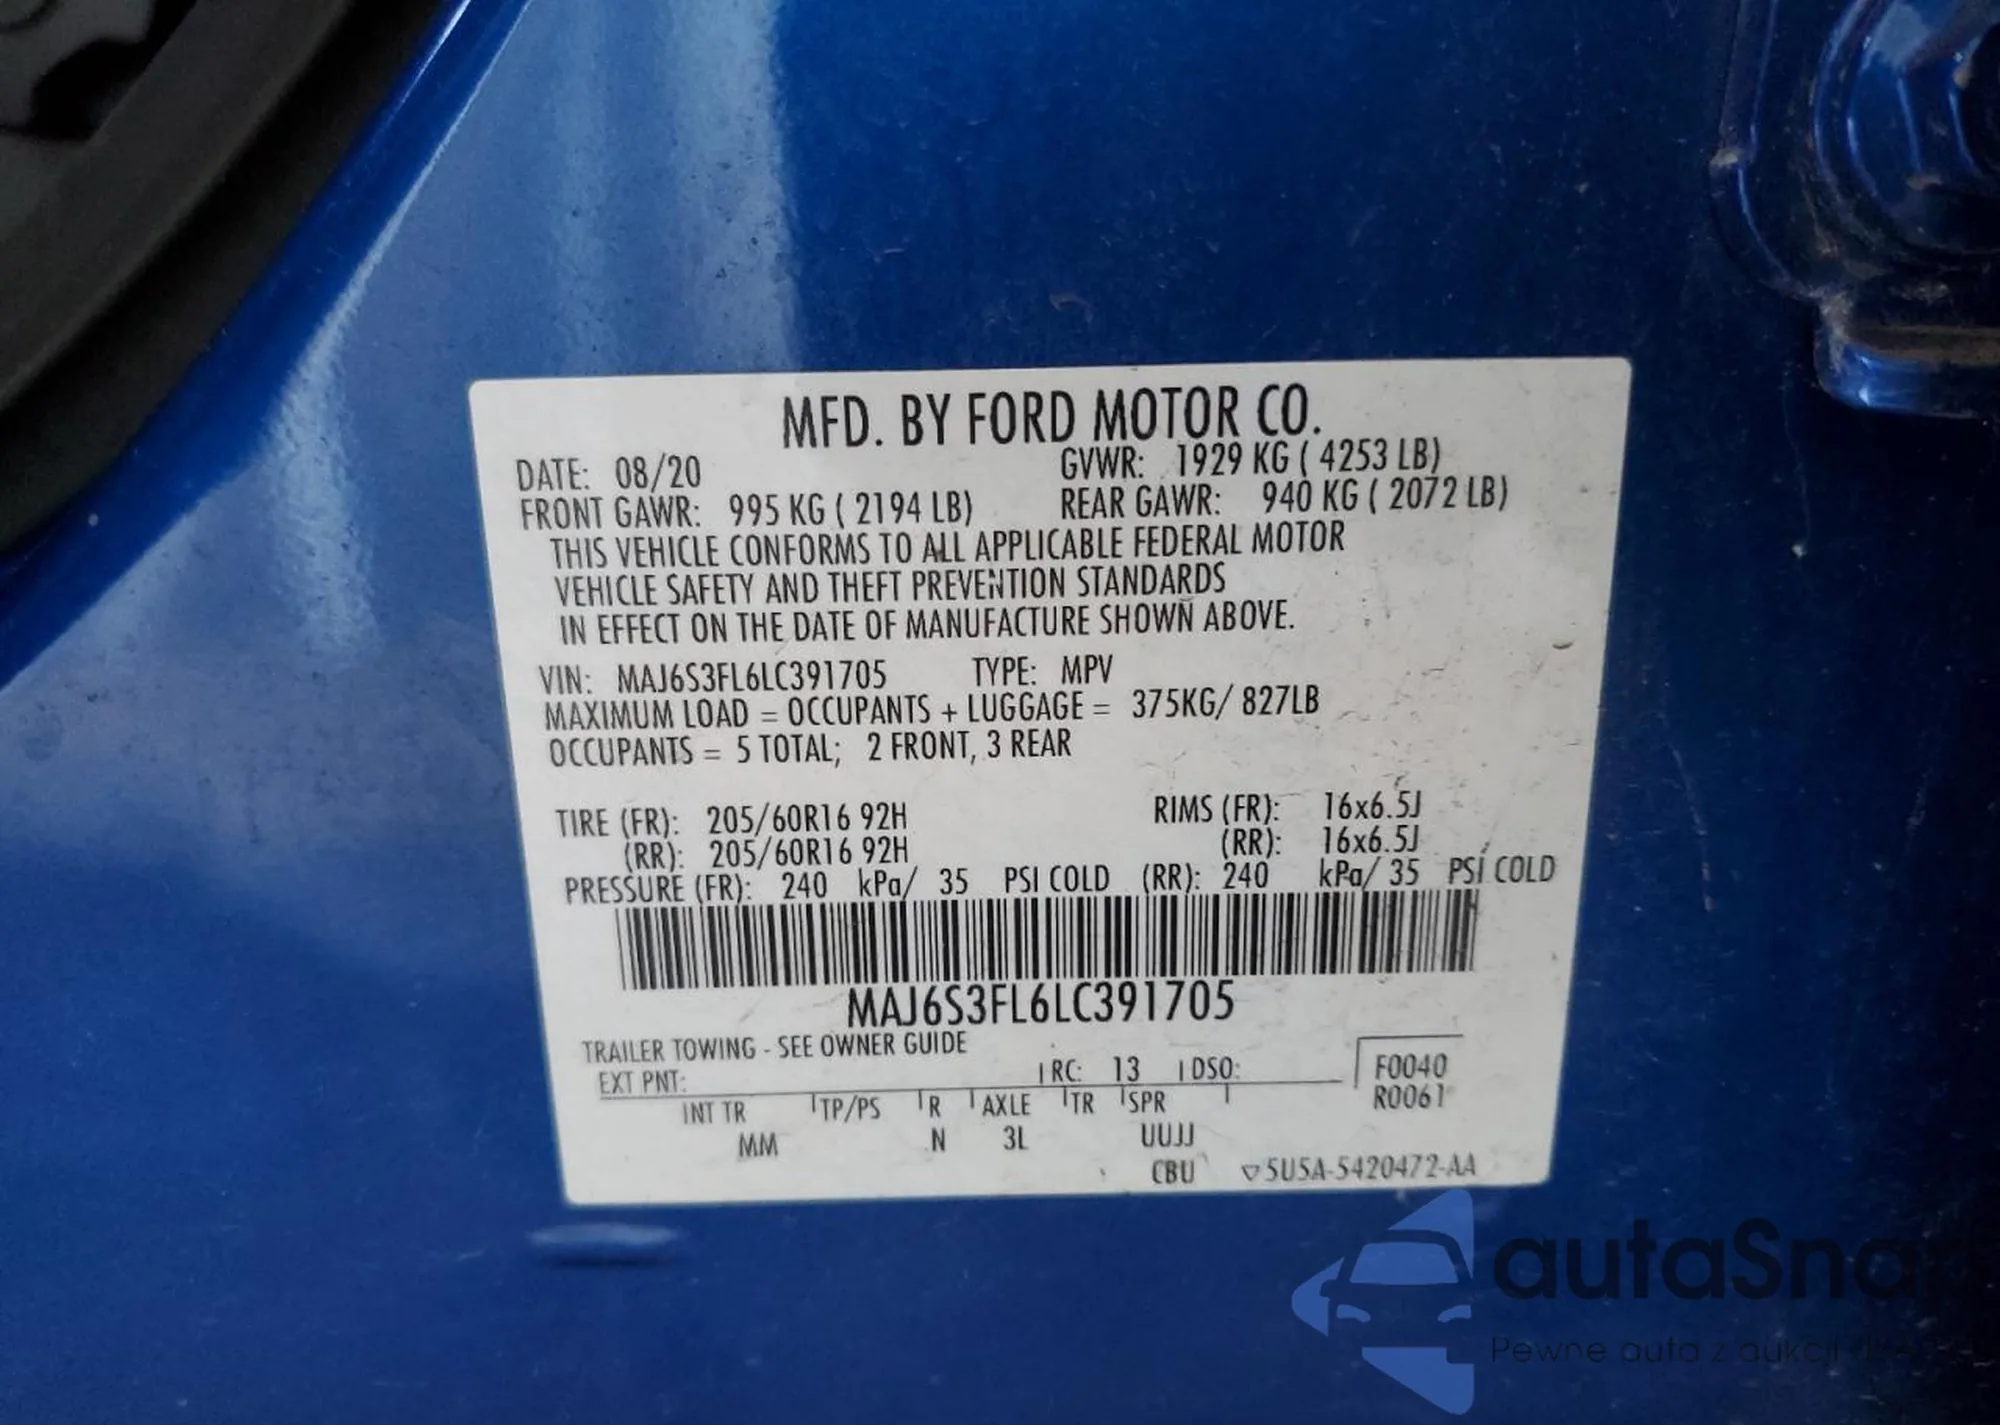 MFD. BY FORD MOTOR CO.
DATE: 08/20 GVWR: 1929 KG ( 4253 LB)
FRONT GAWR: 995 KG ( 2194 LB) REAR GAWR: 940 KG ( 2072 LB)
THIS VEHICLE CONFORMS TO ALL APPLICABLE FEDERAL MOTOR
VEHICLE SAFETY AND THEFT PREVENTION STANDARDS
IN EFFECT ON THE DATE OF MANUFACTURE SHOWN ABOVE.
VIN: MAJ6S3FL6LC391705 TYPE: MPV
MAXIMUM LOAD = OCCUPANTS + LUGGAGE = 375KG/ 827LB
OCCUPANTS = 5 TOTAL; 2 FRONT, 3 REAR
TIRE (FR): 205/60R16 92H RIMS (FR): 16x6.5J
(RR): 205/60R16 92H (RR): 16x6.5J
PRESSURE (FR): 240 kPa/ 35 PSI COLD (RR): 240 kPa/ 35 PSI COLD
MAJ6S3FL6LC391705
TRAILER TOWING - SEE OWNER GUIDE
EXT PNT: RC: 13 DSO: F0040
R0061
INT TR TP/PS R AXLE TR SPR
MM N 3L UUJJ
CBU 5U5A-5420472-AA
autaSna
Pewne auta z aukcji